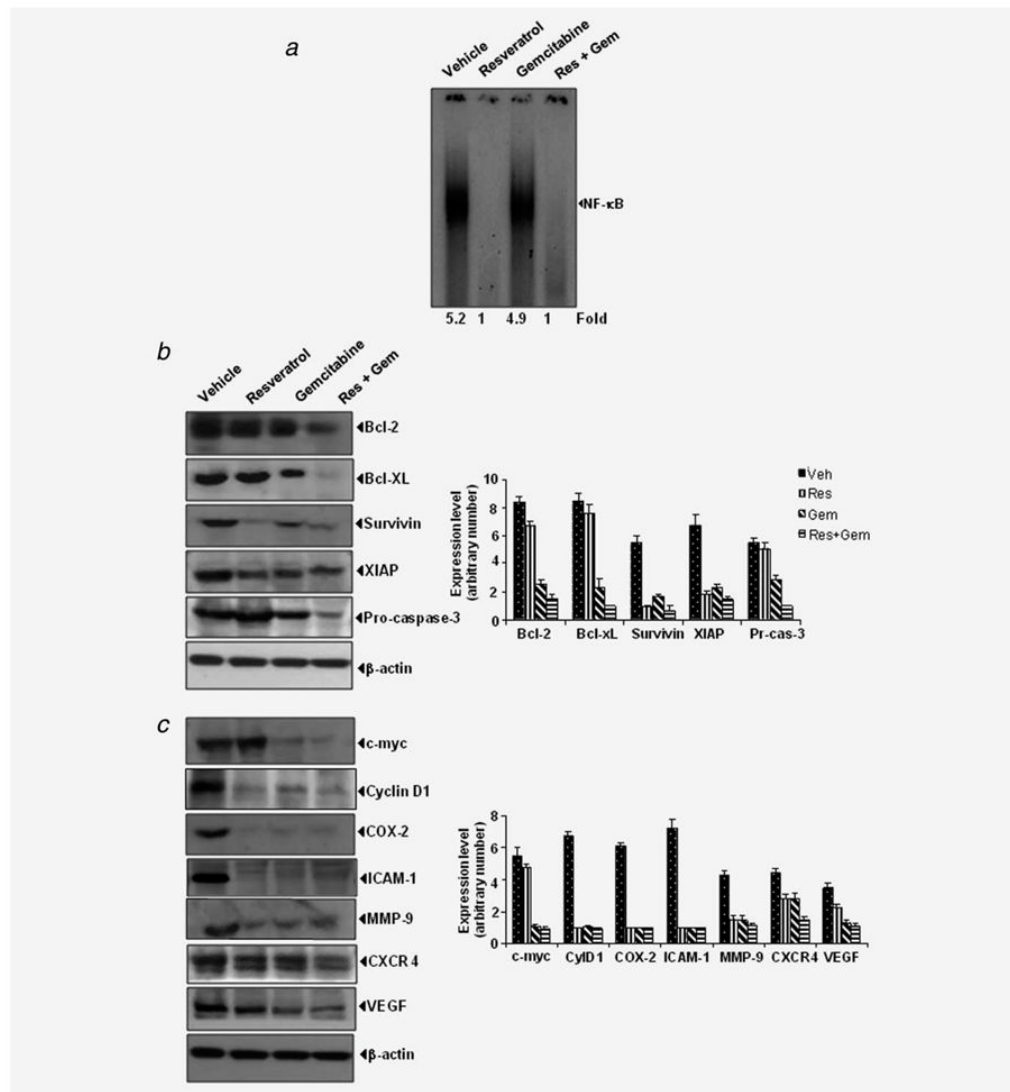 a
Vehicle
Resveratrol
Gemcitabine
Res + Gem
◄NF-κB
5.2 1 4.9 1 Fold
b
Vehicle
Resveratrol
Gemcitabine
Res + Gem
◄Bcl-2
◄Bcl-XL
◄Survivin
◄XIAP
◄Pro-caspase-3
◄β-actin
Expression level
(arbitrary number)
10
8
6
4
2
0
Bcl-2 Bcl-xL Survivin XIAP Pr-cas-3
Veh
Res
Gem
Res+Gem
c
◄c-myc
◄Cyclin D1
◄COX-2
◄ICAM-1
◄MMP-9
◄CXCR4
◄VEGF
◄β-actin
Expression level
(arbitrary number)
8
4
0
c-myc CylD1 COX-2 ICAM-1 MMP-9 CXCR4 VEGF